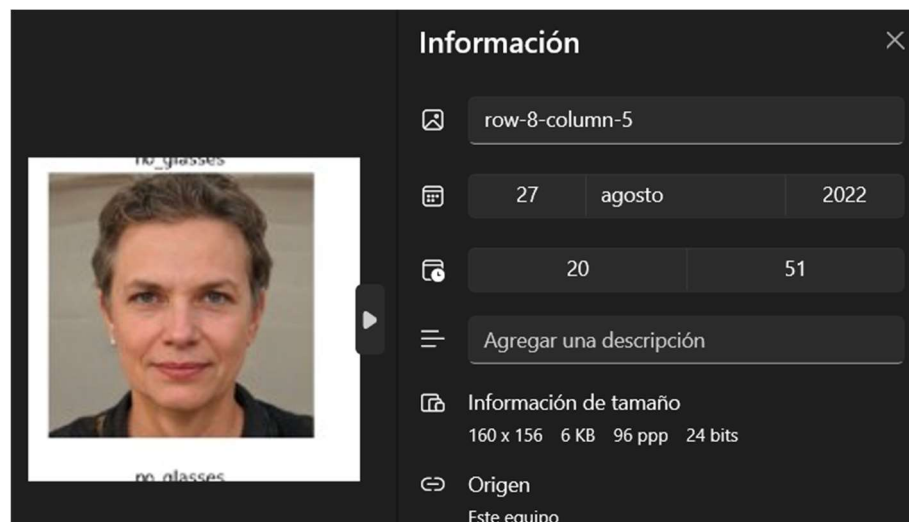 Información
row-8-column-5
no_glasses
27 agosto 2022
20 51
Agregar una descripción
Información de tamaño
160 x 156 6 KB 96 ppp 24 bits
no_glasses
Origen
Este equipo